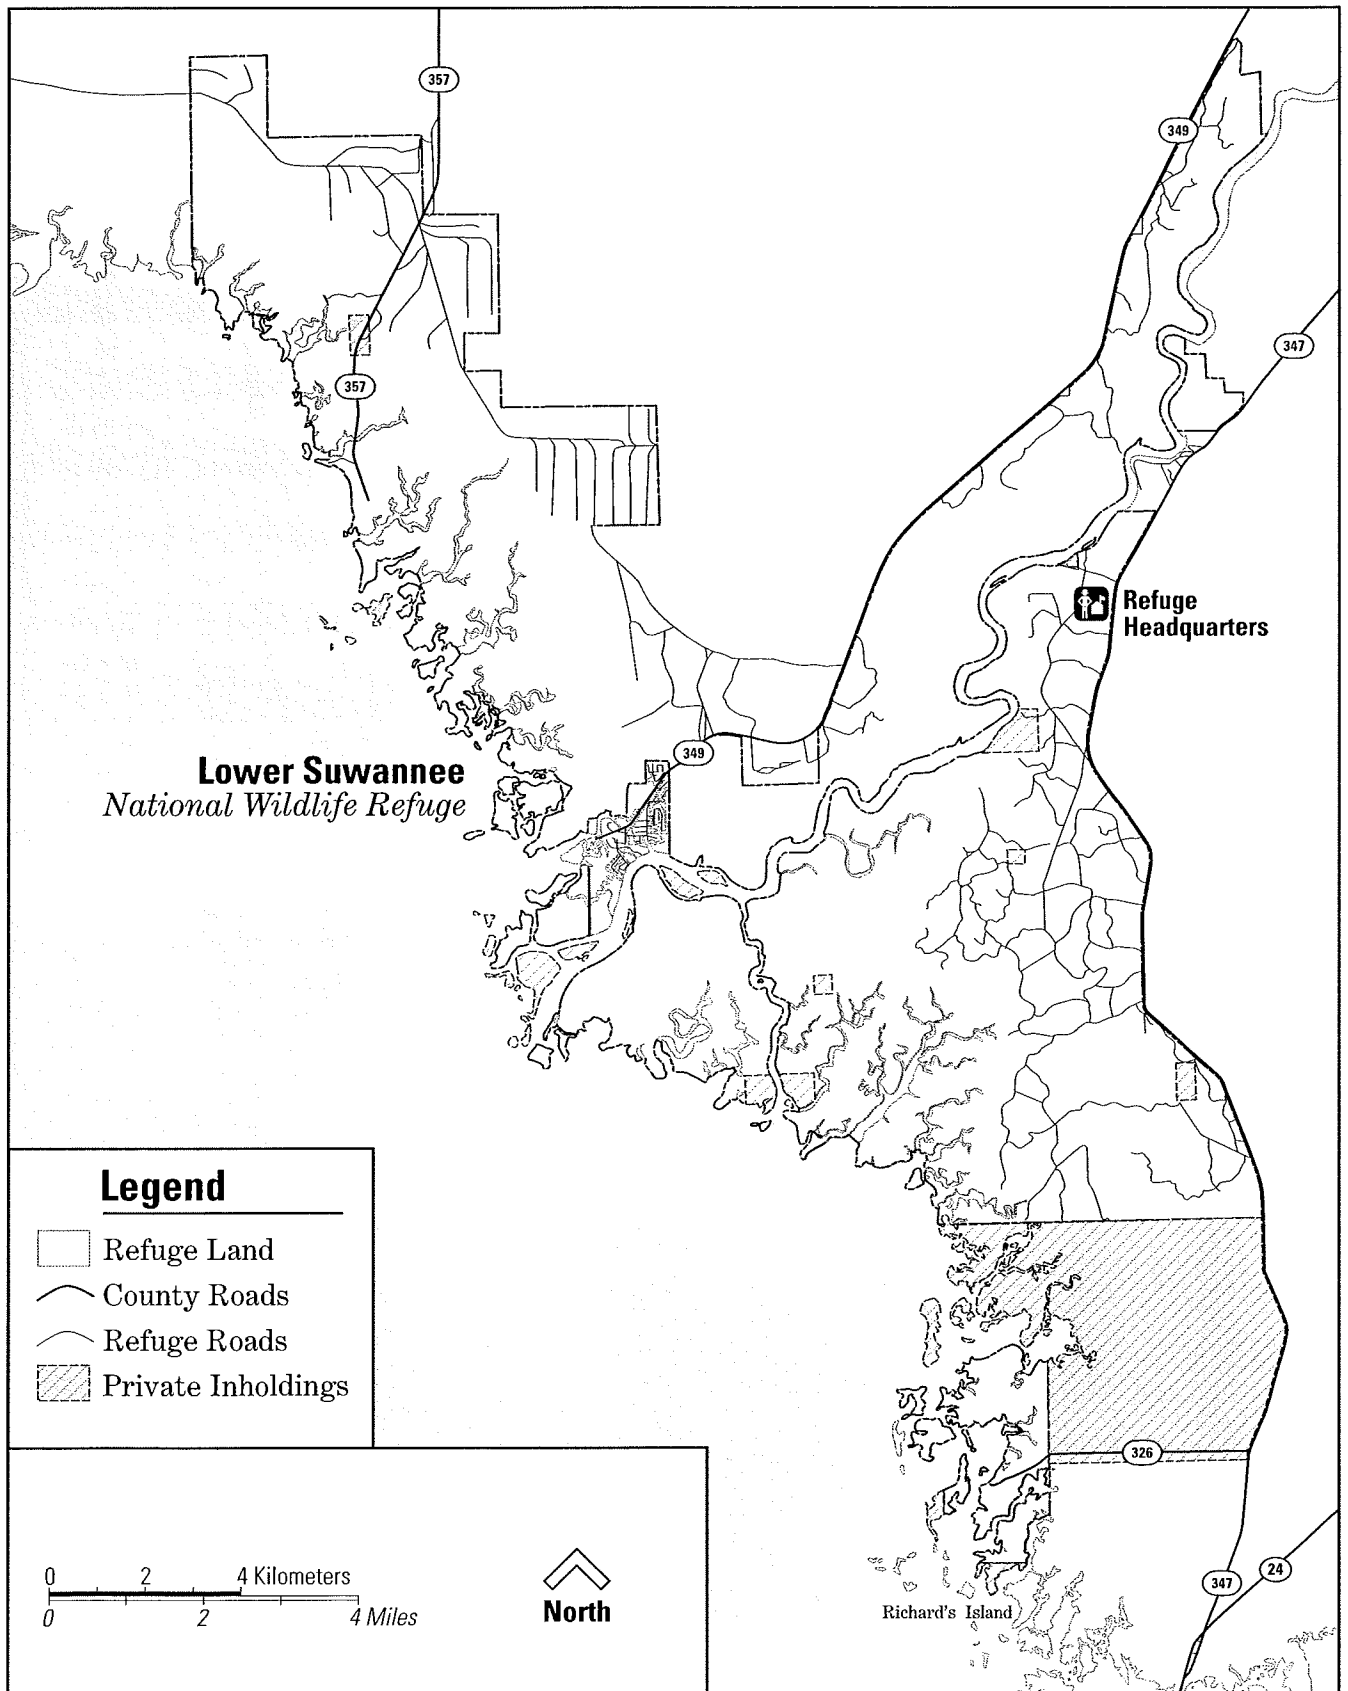 357
349
347
357
Refuge
Headquarters
349
Lower Suwannee
National Wildlife Refuge
Legend
Refuge Land
County Roads
Refuge Roads
Private Inholdings
326
0 2 4 Kilometers
0 2 4 Miles
North
347
24
Richard's Island